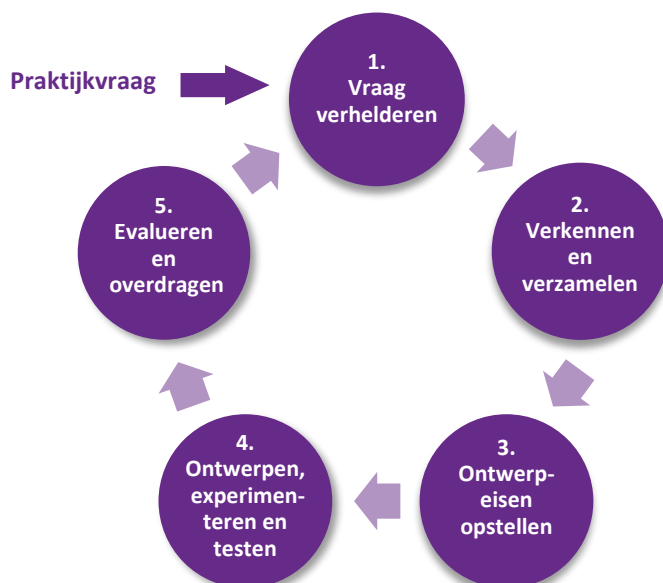 Praktijkvraag
1.
Vraag
verhelderen
2.
Verkennen
en
verzamelen
3.
Ontwerp-
eisen
opstellen
4.
Ontwerpen,
experimen-
teren en
testen
5.
Evalueren
en
overdragen